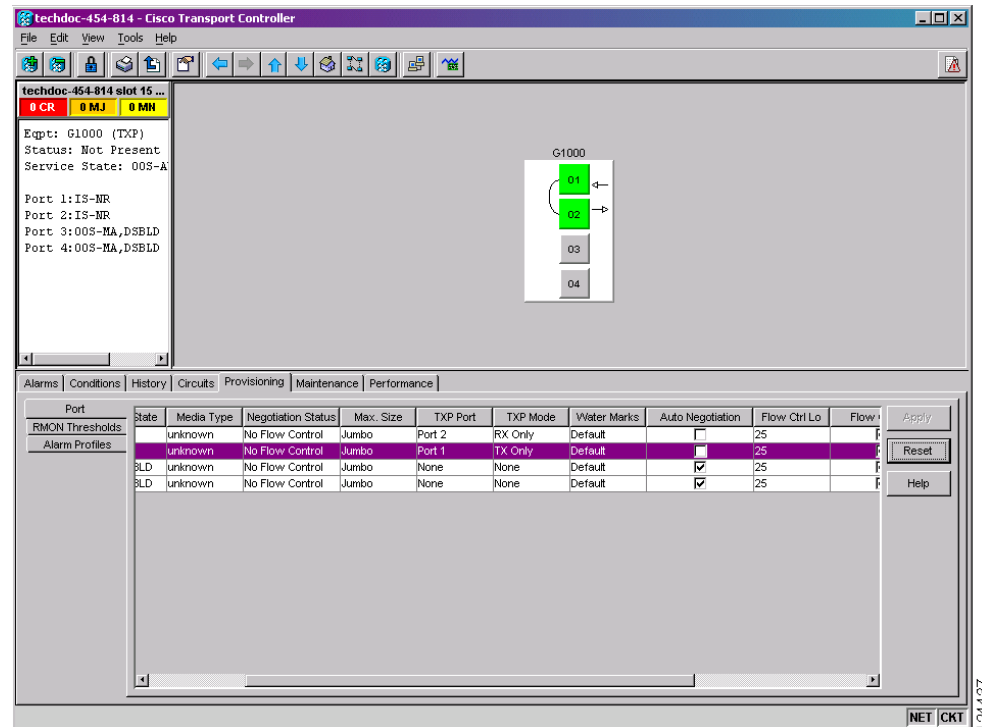 techdoc-454-814 - Cisco Transport Controller
File Edit View Tools Help
techdoc-454-814 slot 15 ...
0 CR 0 MJ 0 MN
Eqpt: G1000 (TXP)
Status: Not Present
Service State: OOS-A
Port 1:IS-NR
Port 2:IS-NR
Port 3:OOS-MA,DSBLD
Port 4:OOS-MA,DSBLD
G1000
01
02
03
04
Alarms Conditions History Circuits Provisioning Maintenance Performance
Port
RMON Thresholds
Alarm Profiles
State Media Type Negotiation Status Max. Size TXP Port TXP Mode Water Marks Auto Negotiation Flow Ctrl Lo Flow
unknown No Flow Control Jumbo Port 2 RX Only Default 25
unknown No Flow Control Jumbo Port 1 TX Only Default 25
BLD unknown No Flow Control Jumbo None None Default 25
BLD unknown No Flow Control Jumbo None None Default 25
Apply
Reset
Help
NET CKT